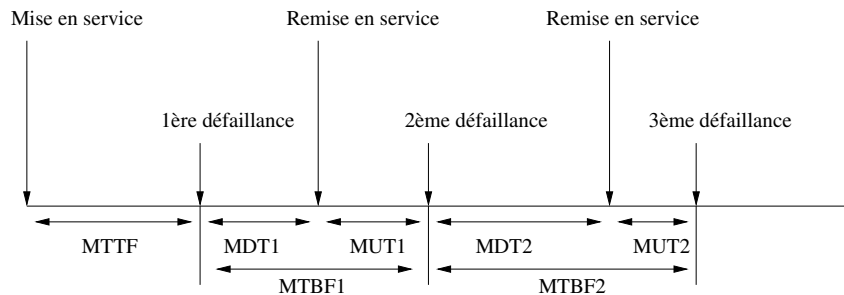 Mise en service
Remise en service
Remise en service
1ère défaillance
2ème défaillance
3ème défaillance
MTTF
MDT1
MUT1
MDT2
MUT2
MTBF1
MTBF2